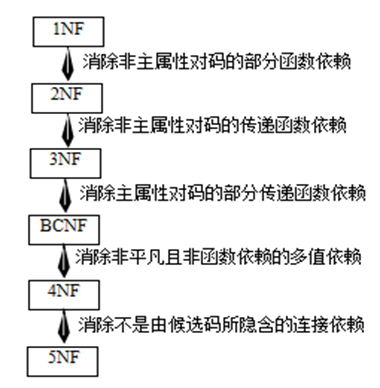 1NF
消除非主属性对码的部分函数依赖
2NF
消除非主属性对码的传递函数依赖
3NF
消除主属性对码的部分传递函数依赖
BCNF
消除非平凡且非函数依赖的多值依赖
4NF
消除不是由候选码所隐含的连接依赖
5NF